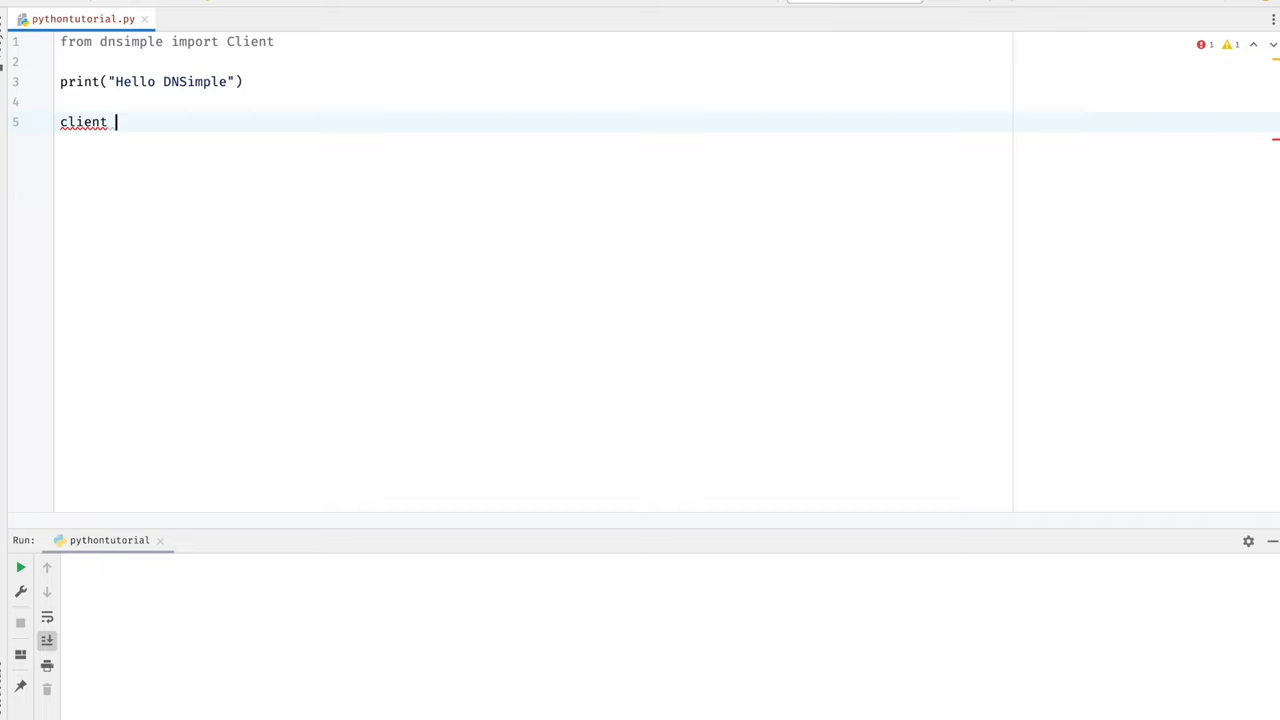 pythontutorial.py
1 from dnsimple import Client
2
3 print("Hello DNSimple")
4
5 client
1 1
Run: pythontutorial